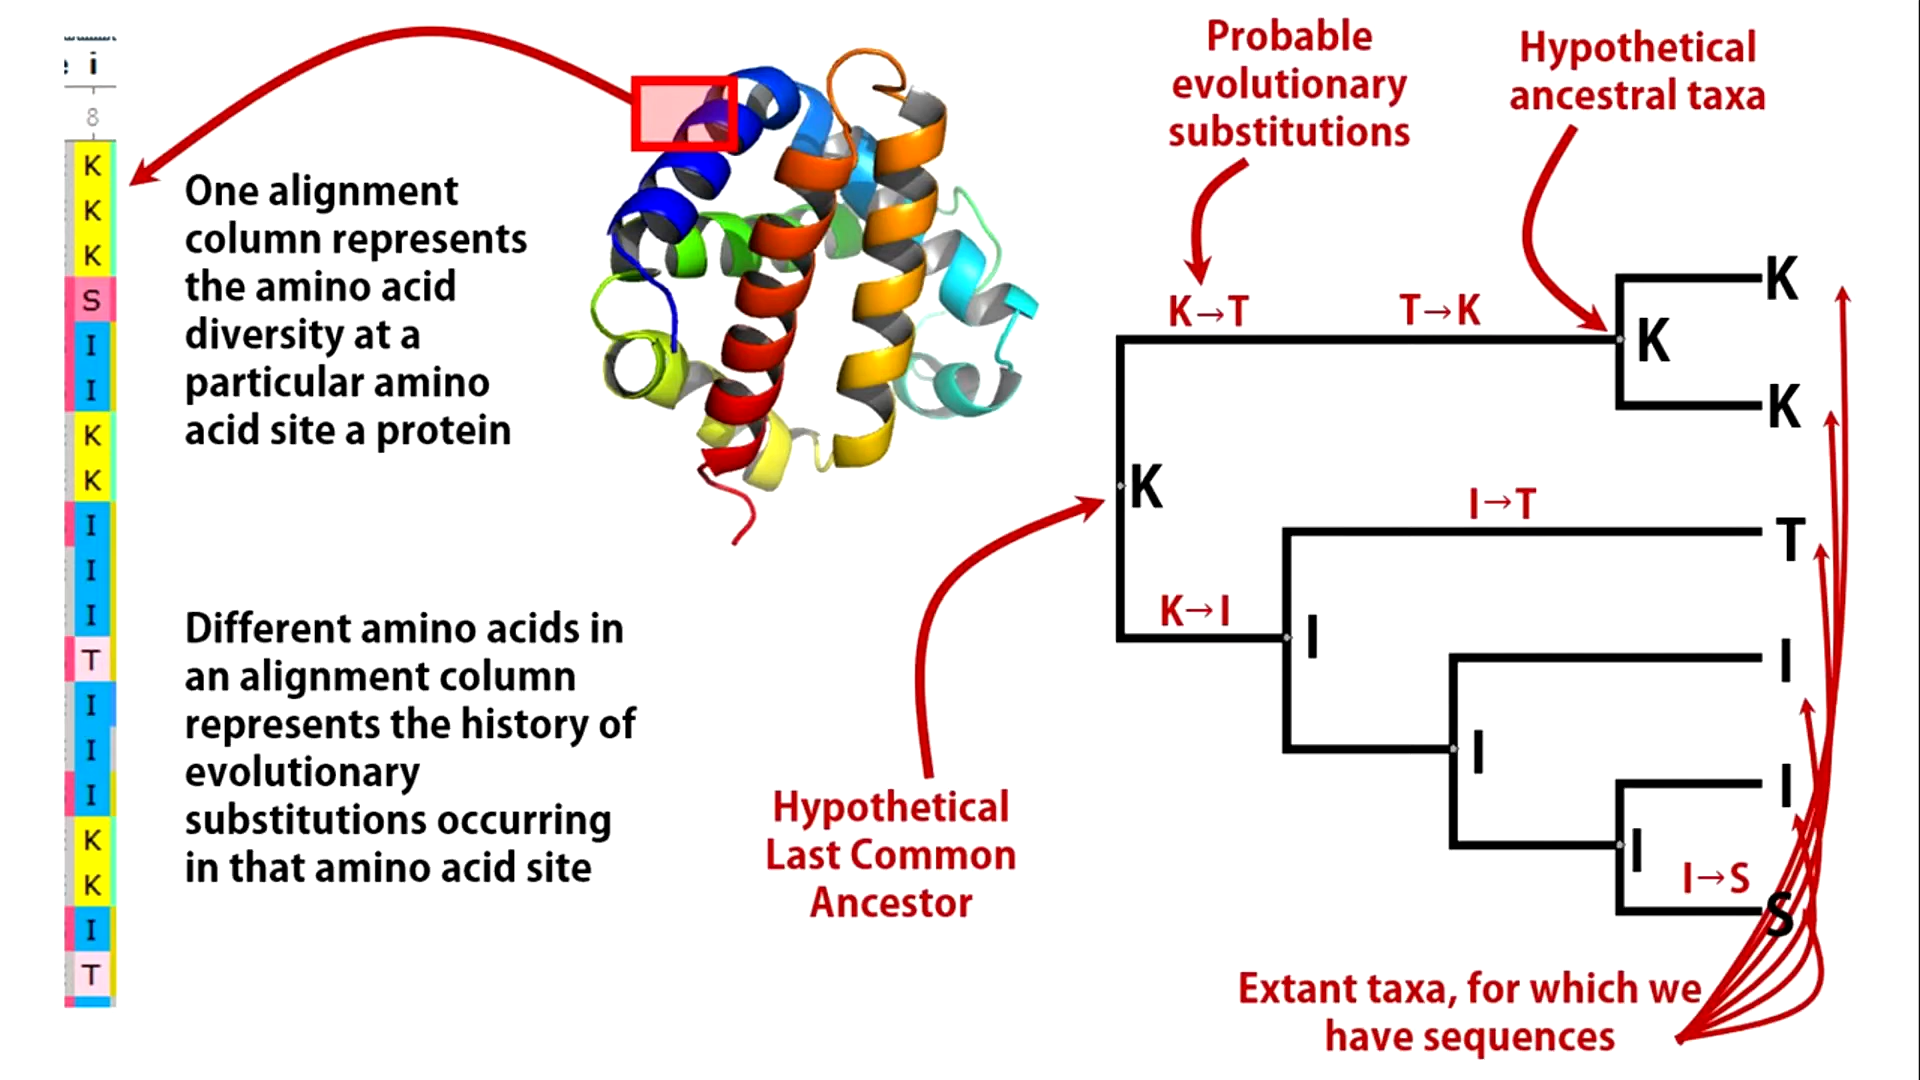 i
8
K
K
K
S
I
I
K
K
I
I
I
T
I
I
I
K
K
I
T
One alignment
column represents
the amino acid
diversity at a
particular amino
acid site a protein
Different amino acids in
an alignment column
represents the history of
evolutionary
substitutions occurring
in that amino acid site
Probable
evolutionary
substitutions
Hypothetical
ancestral taxa
K→T
T→K
K
K
K
K
I→T
T
K→I
I
I
I
I
I
I→S
S
Hypothetical
Last Common
Ancestor
Extant taxa, for which we
have sequences